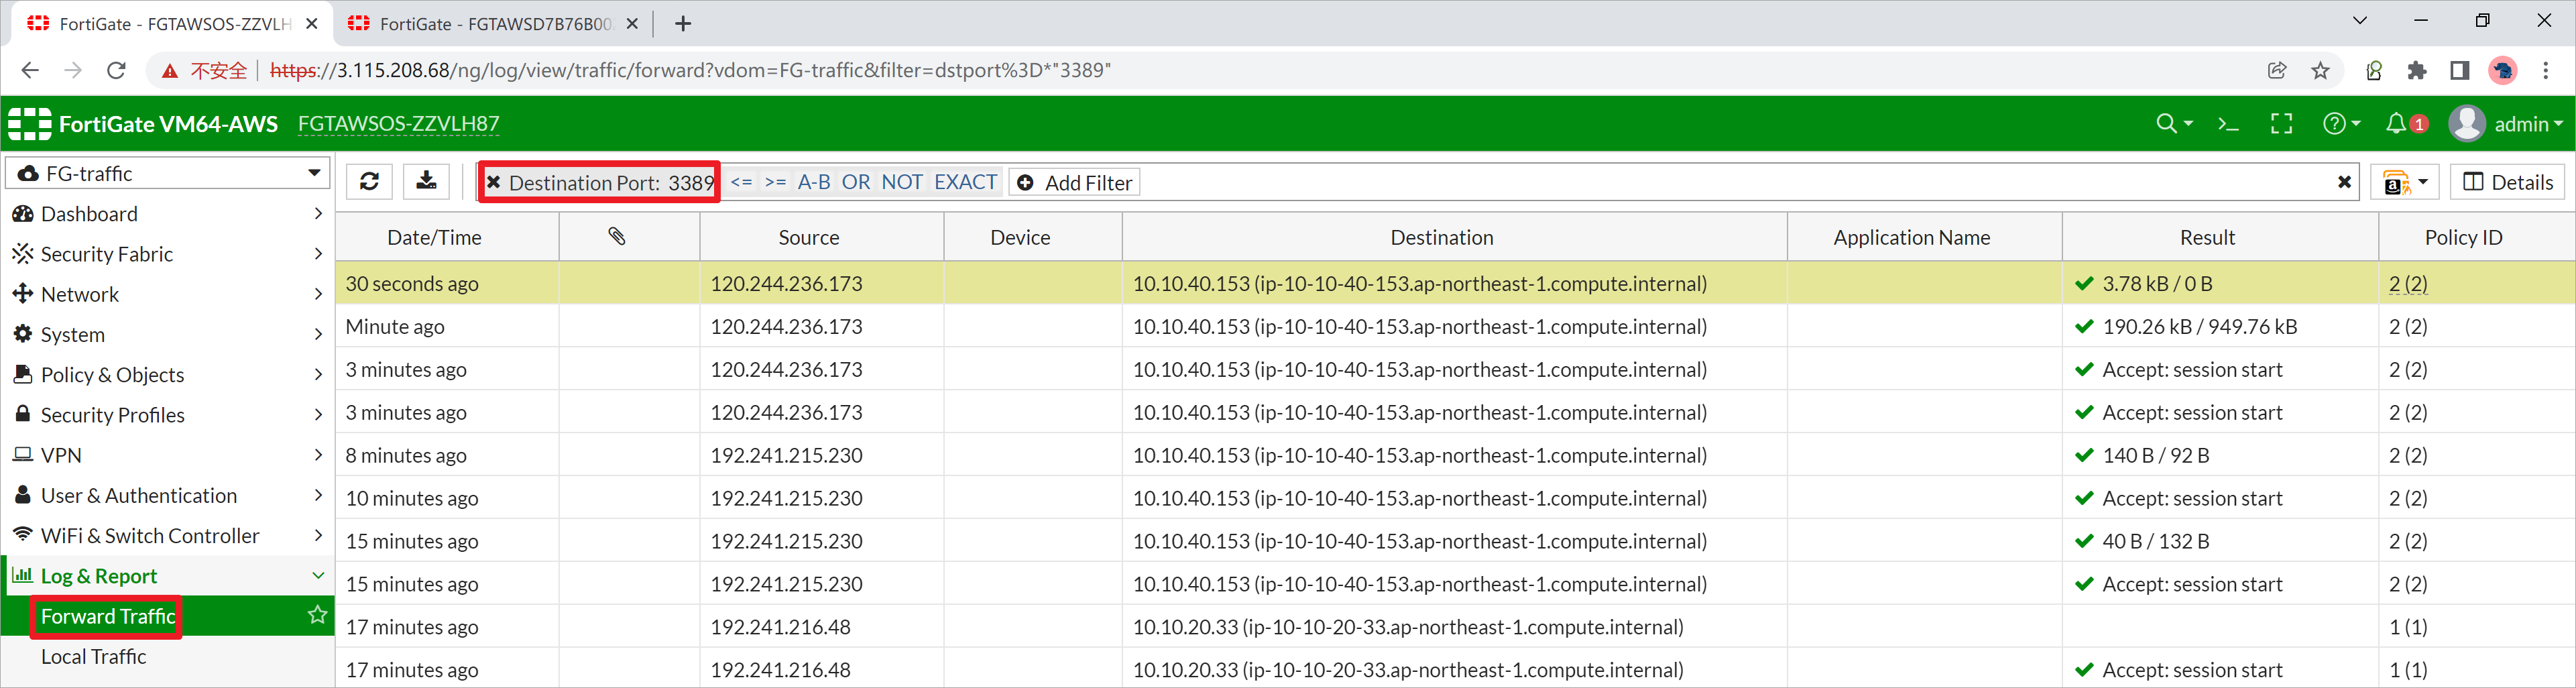 FortiGate - FGTAWSOS-ZZVLH
FortiGate - FGTAWSD7B76B00
不安全 https://3.115.208.68/ng/log/view/traffic/forward?vdom=FG-traffic&filter=dstport%3D*"3389"
FortiGate VM64-AWS FGTAWSOS-ZZVLH87
1 admin
FG-traffic
Destination Port: 3389 <= >= A-B OR NOT EXACT Add Filter
Details
Dashboard
Security Fabric
Network
System
Policy & Objects
Security Profiles
VPN
User & Authentication
WiFi & Switch Controller
Log & Report
Forward Traffic
Local Traffic
Date/Time Source Device Destination Application Name Result Policy ID
30 seconds ago 120.244.236.173 10.10.40.153 (ip-10-10-40-153.ap-northeast-1.compute.internal) 3.78 kB / 0 B 2 (2)
Minute ago 120.244.236.173 10.10.40.153 (ip-10-10-40-153.ap-northeast-1.compute.internal) 190.26 kB / 949.76 kB 2 (2)
3 minutes ago 120.244.236.173 10.10.40.153 (ip-10-10-40-153.ap-northeast-1.compute.internal) Accept: session start 2 (2)
3 minutes ago 120.244.236.173 10.10.40.153 (ip-10-10-40-153.ap-northeast-1.compute.internal) Accept: session start 2 (2)
8 minutes ago 192.241.215.230 10.10.40.153 (ip-10-10-40-153.ap-northeast-1.compute.internal) 140 B / 92 B 2 (2)
10 minutes ago 192.241.215.230 10.10.40.153 (ip-10-10-40-153.ap-northeast-1.compute.internal) Accept: session start 2 (2)
15 minutes ago 192.241.215.230 10.10.40.153 (ip-10-10-40-153.ap-northeast-1.compute.internal) 40 B / 132 B 2 (2)
15 minutes ago 192.241.215.230 10.10.40.153 (ip-10-10-40-153.ap-northeast-1.compute.internal) Accept: session start 2 (2)
17 minutes ago 192.241.216.48 10.10.20.33 (ip-10-10-20-33.ap-northeast-1.compute.internal) 1 (1)
17 minutes ago 192.241.216.48 10.10.20.33 (ip-10-10-20-33.ap-northeast-1.compute.internal) Accept: session start 1 (1)